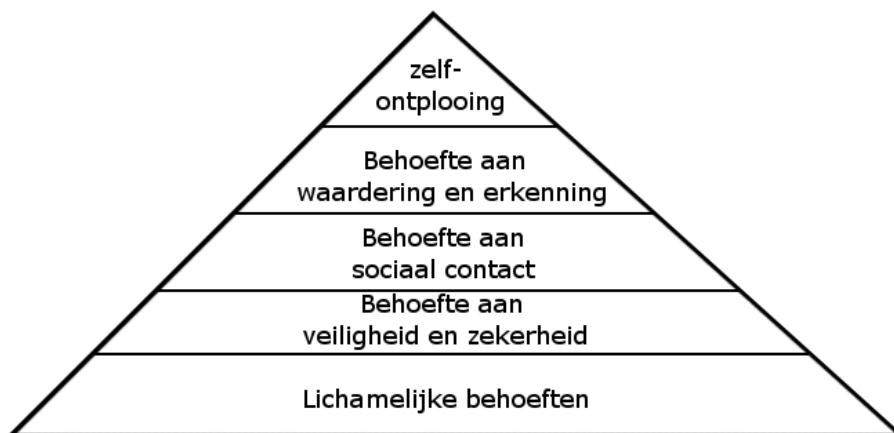 zelf-
ontplooing
Behoefte aan
waardering en erkenning
Behoefte aan
sociaal contact
Behoefte aan
veiligheid en zekerheid
Lichamelijke behoeften